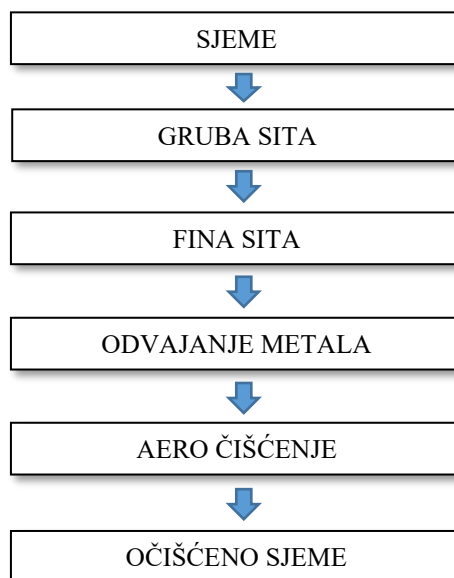 SJEME
GRUBA SITA
FINA SITA
ODVAJANJE METALA
AERO ČIŠĆENJE
OČIŠĆENO SJEME